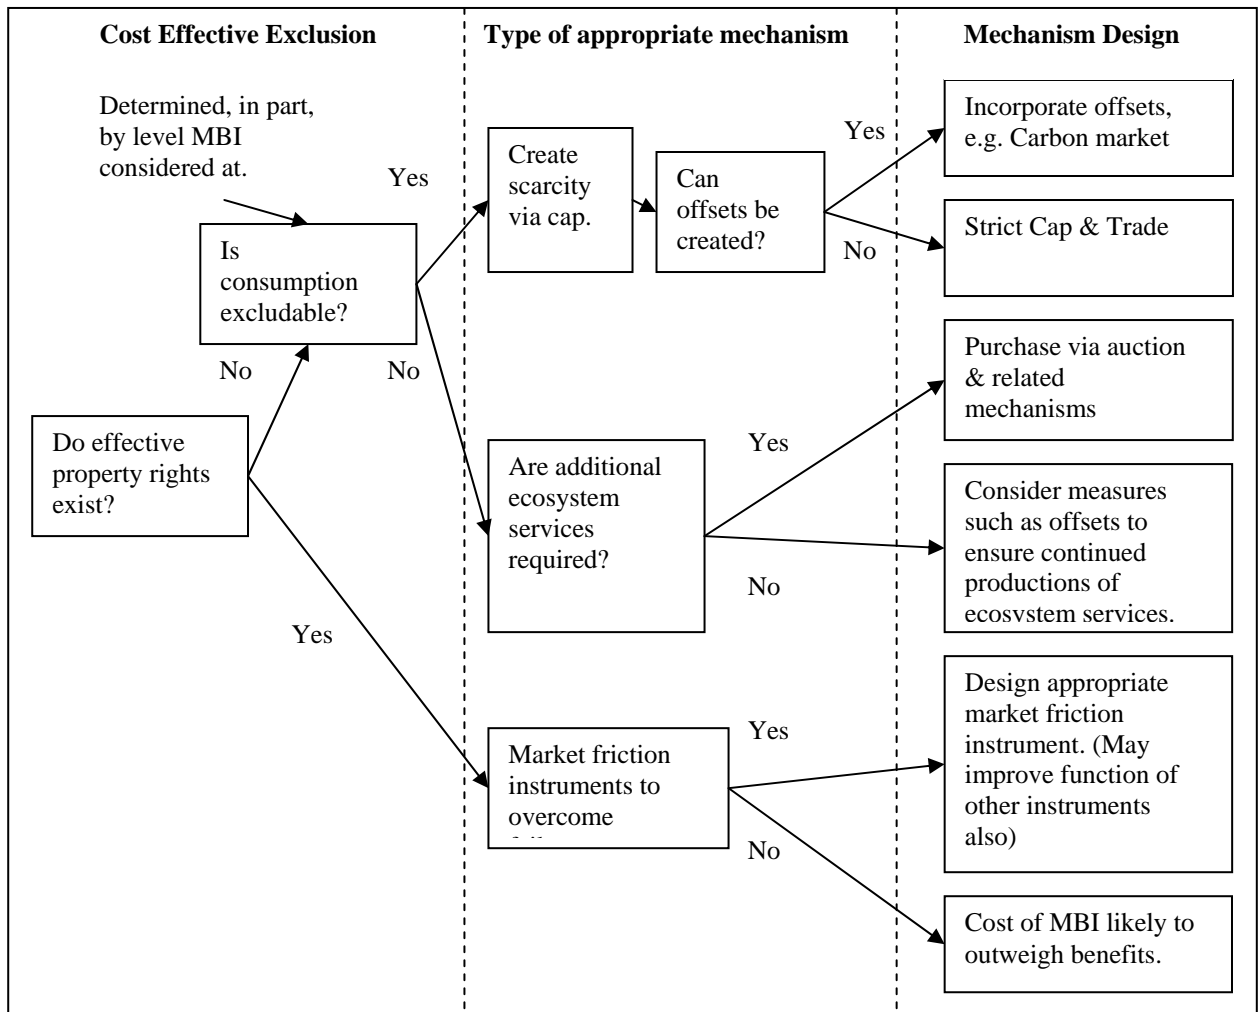 Cost Effective Exclusion
Type of appropriate mechanism
Mechanism Design
Determined, in part,
by level MBI
considered at.
Yes
Is
consumption
excludable?
No
No
Do effective
property rights
exist?
Yes
Create
scarcity
via cap.
Can
offsets be
created?
Yes
No
Are additional
ecosystem
services
required?
Yes
No
Market friction
instruments to
overcome
Yes
No
Incorporate offsets,
e.g. Carbon market
Strict Cap & Trade
Purchase via auction
& related
mechanisms
Consider measures
such as offsets to
ensure continued
productions of
ecosystem services.
Design appropriate
market friction
instrument. (May
improve function of
other instruments
also)
Cost of MBI likely to
outweigh benefits.